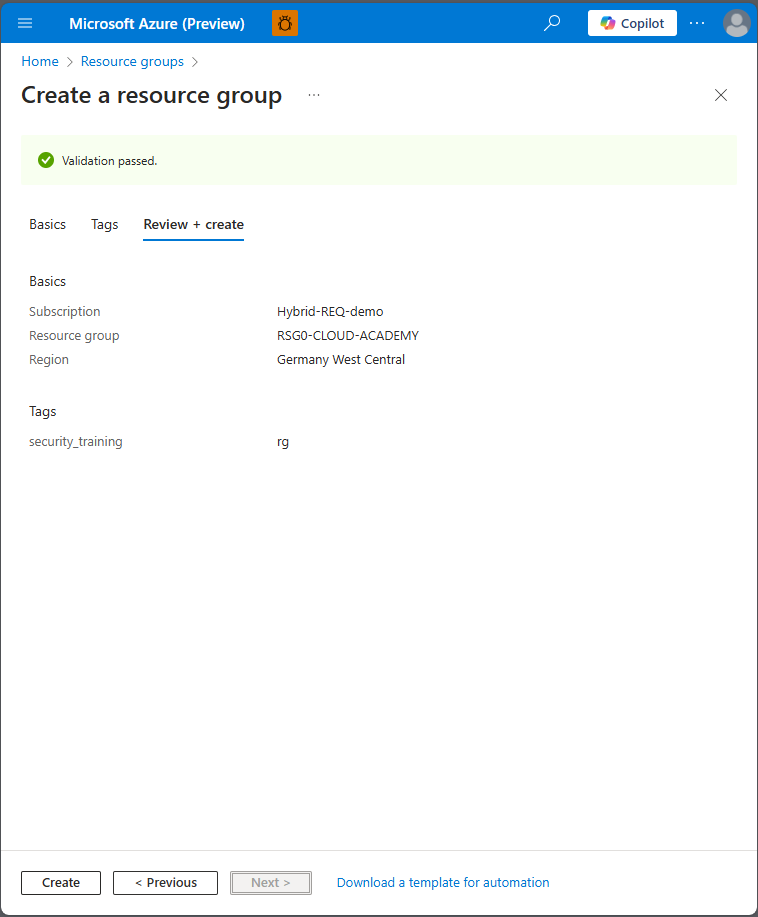 Microsoft Azure (Preview)
Copilot
Home > Resource groups >
Create a resource group ...
Validation passed.
Basics Tags Review + create
Basics
Subscription Hybrid-REQ-demo
Resource group RSG0-CLOUD-ACADEMY
Region Germany West Central
Tags
security_training rg
Create < Previous Next > Download a template for automation